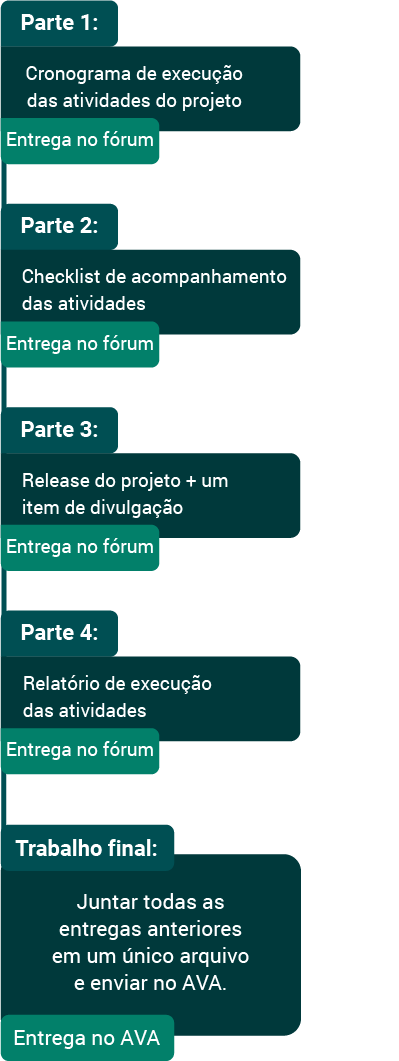 Parte 1:
Cronograma de execução
das atividades do projeto
Entrega no fórum
Parte 2:
Checklist de acompanhamento
das atividades
Entrega no fórum
Parte 3:
Release do projeto + um
item de divulgação
Entrega no fórum
Parte 4:
Relatório de execução
das atividades
Entrega no fórum
Trabalho final:
Juntar todas as
entregas anteriores
em um único arquivo
e enviar no AVA.
Entrega no AVA